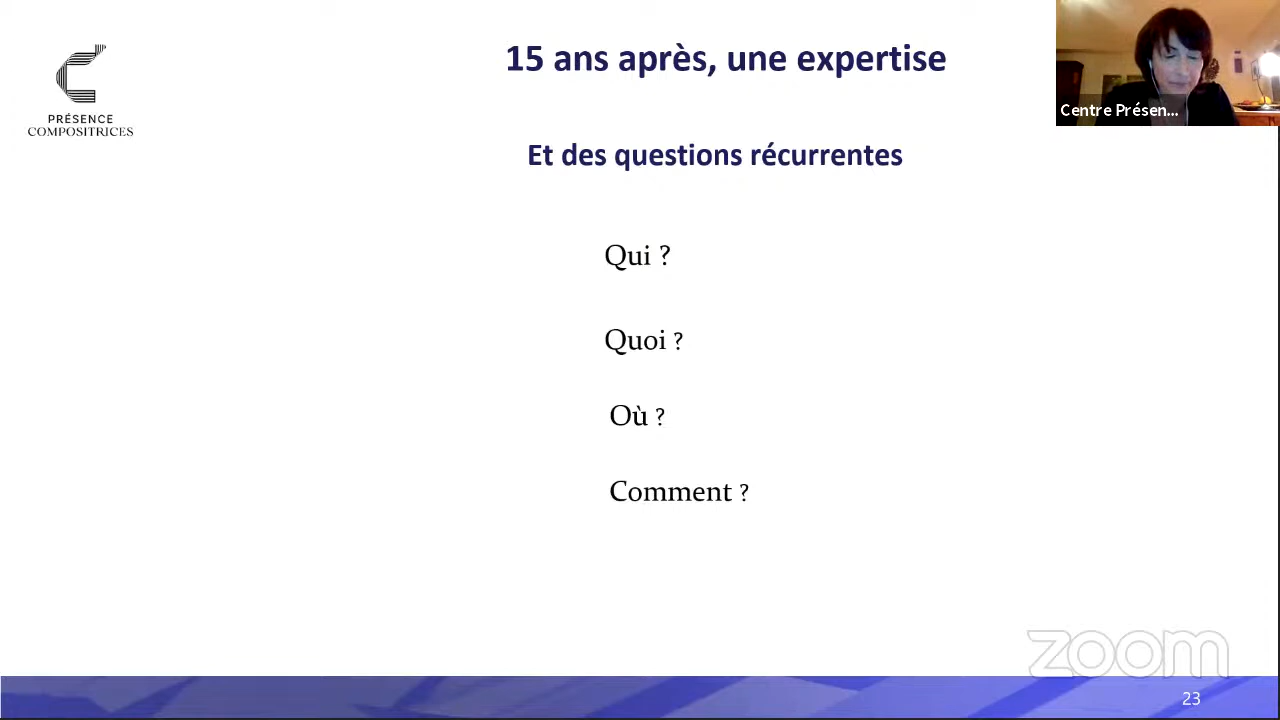 15 ans après, une expertise
Centre Présen...
PRÉSENCE
COMPOSITRICES
Et des questions récurrentes
Qui ?
Quoi ?
Où ?
Comment ?
zoom
23